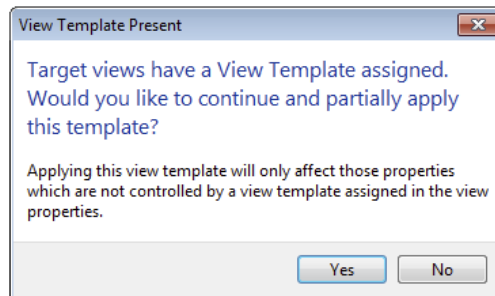 View Template Present
Target views have a View Template assigned.
Would you like to continue and partially apply
this template?
Applying this view template will only affect those properties
which are not controlled by a view template assigned in the view
properties.
Yes No